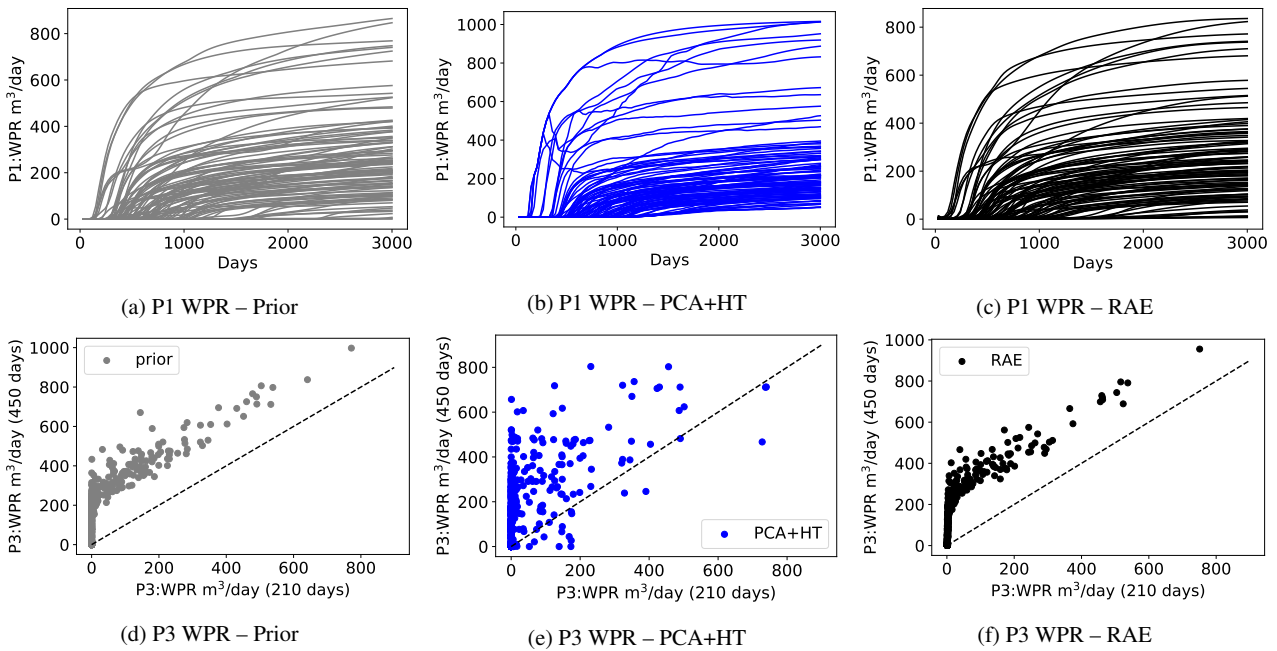 800
600
400
200
0
P1:WPR m³/day
0 1000 2000 3000
Days
(a) P1 WPR – Prior
1000
800
600
400
200
0
P1:WPR m³/day
0 1000 2000 3000
Days
(b) P1 WPR – PCA+HT
800
600
400
200
0
P1:WPR m³/day
0 1000 2000 3000
Days
(c) P1 WPR – RAE
prior
1000
800
600
400
200
0
P3:WPR m³/day (450 days)
0 200 400 600 800
P3:WPR m³/day (210 days)
(d) P3 WPR – Prior
PCA+HT
800
600
400
200
0
P3:WPR m³/day (450 days)
0 200 400 600 800
P3:WPR m³/day (210 days)
(e) P3 WPR – PCA+HT
RAE
1000
800
600
400
200
0
P3:WPR m³/day (450 days)
0 200 400 600 800
P3:WPR m³/day (210 days)
(f) P3 WPR – RAE